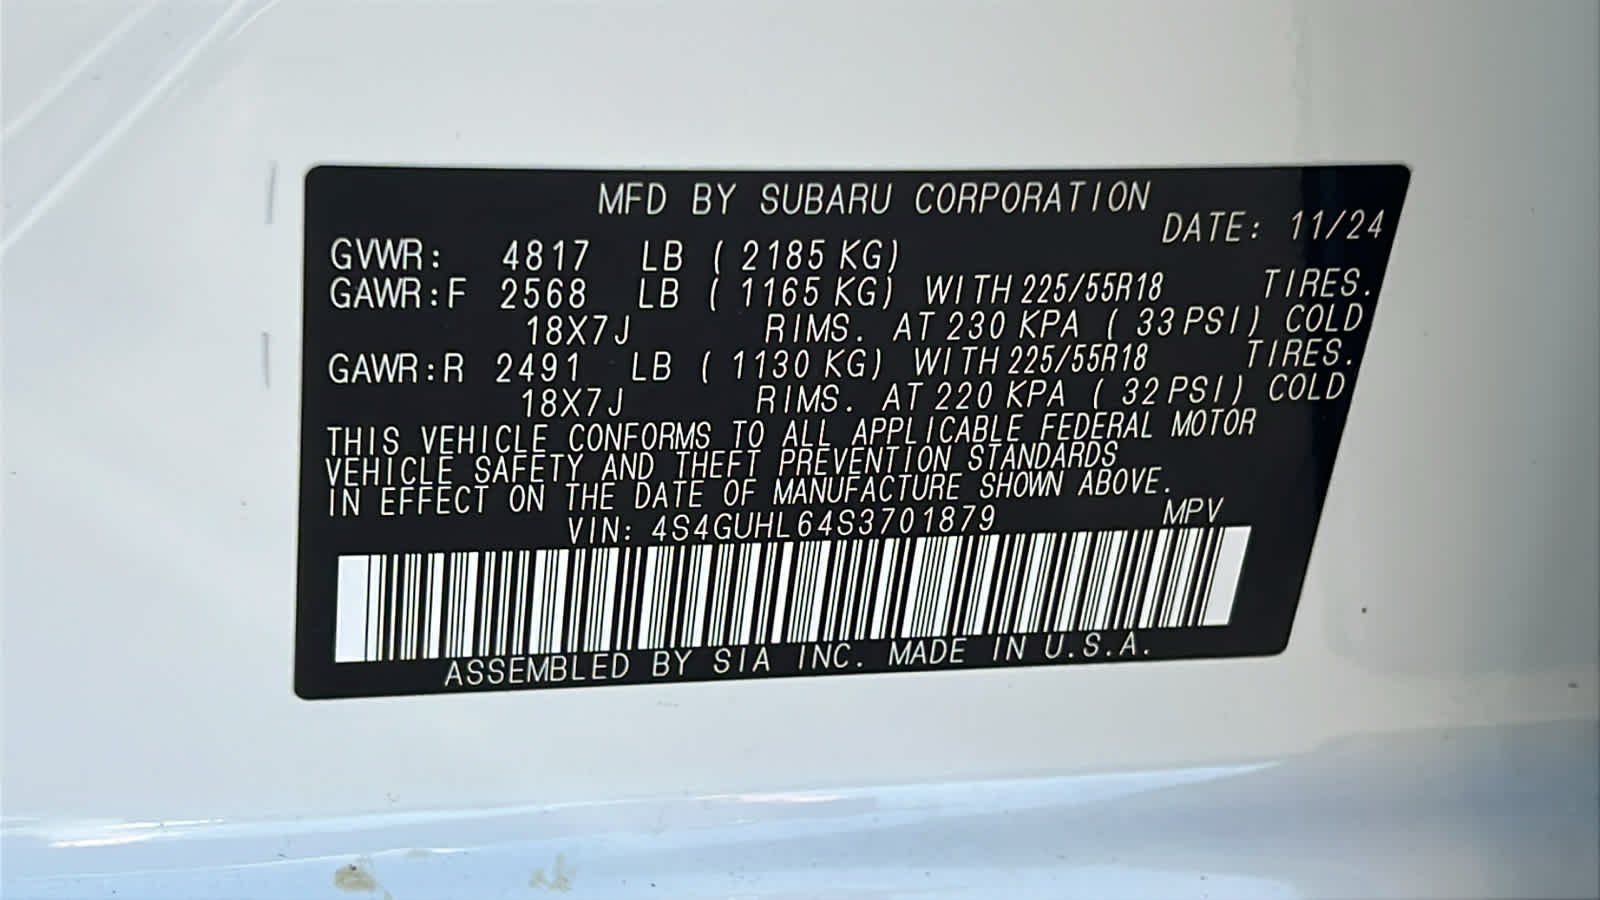 MFD BY SUBARU CORPORATION
DATE: 11/24
GVWR: 4817 LB ( 2185 KG)
GAWR:F 2568 LB ( 1165 KG) WITH 225/55R18 TIRES.
18X7J RIMS. AT 230 KPA ( 33 PSI) COLD
GAWR:R 2491 LB ( 1130 KG) WITH 225/55R18 TIRES.
18X7J RIMS. AT 220 KPA ( 32 PSI) COLD
THIS VEHICLE CONFORMS TO ALL APPLICABLE FEDERAL MOTOR
VEHICLE SAFETY AND THEFT PREVENTION STANDARDS
IN EFFECT ON THE DATE OF MANUFACTURE SHOWN ABOVE.
VIN: 4S4GUHL64S3701879 MPV
ASSEMBLED BY SIA INC. MADE IN U.S.A.